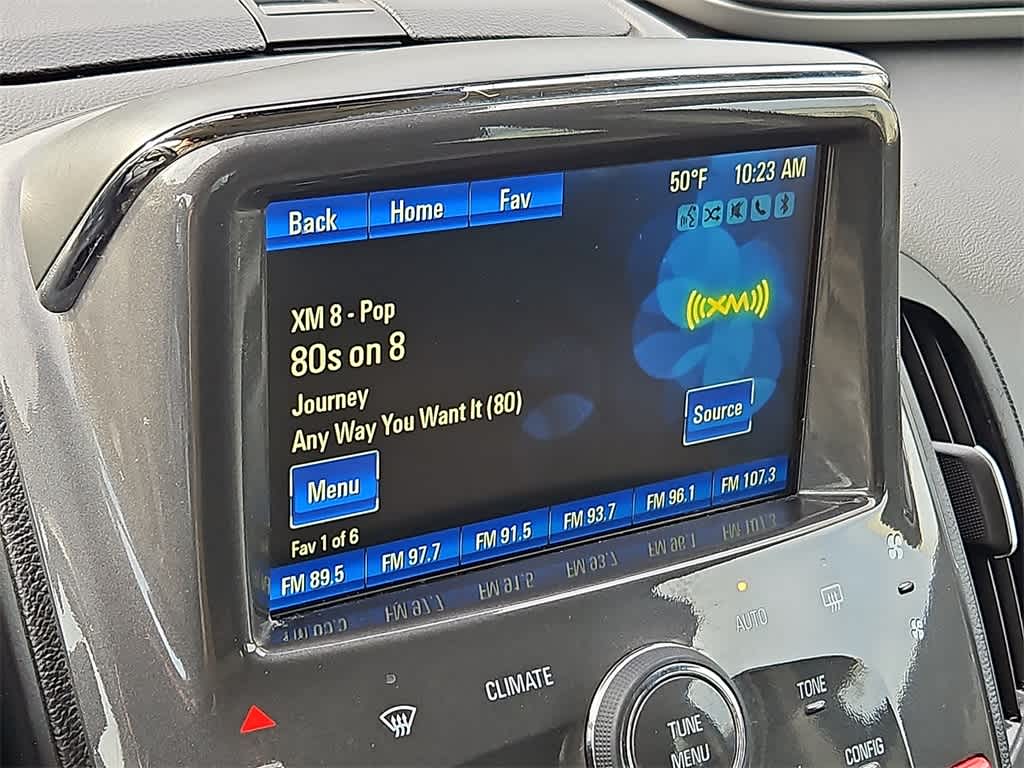 Back Home Fav 50°F 10:23 AM
XM
XM 8 - Pop
80s on 8
Journey
Any Way You Want It (80)
Source
Menu
Fav 1 of 6
FM 89.5 FM 97.7 FM 91.5 FM 93.7 FM 96.1 FM 107.3
AUTO
CLIMATE
TONE
TUNE
MENU
CONFIG